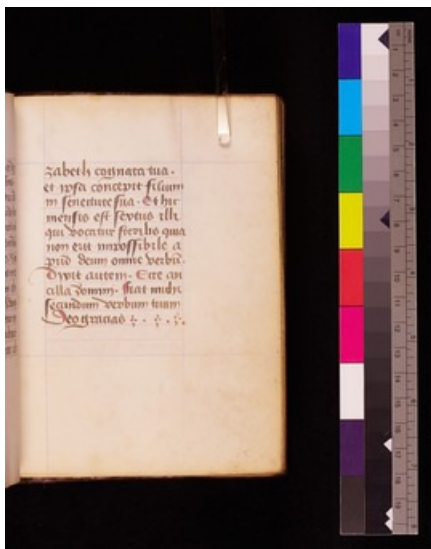 zabeth cognata tua.
et ipsa concepit filium
in senectute sua. Et hic
mensis est sextus illi
qui vocatur sterilis quia
non erit impossibile a
pud deum omne verbū.
Dixit autem. Ecce an
cilla domini. fiat michi
secundum verbum tuum
Deo gracias